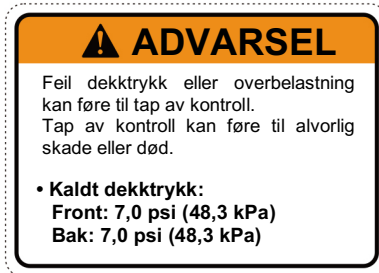 ADVARSEL
Feil dekktrykk eller overbelastning
kan føre til tap av kontroll.
Tap av kontroll kan føre til alvorlig
skade eller død.
• Kaldt dekktrykk:
Front: 7,0 psi (48,3 kPa)
Bak: 7,0 psi (48,3 kPa)